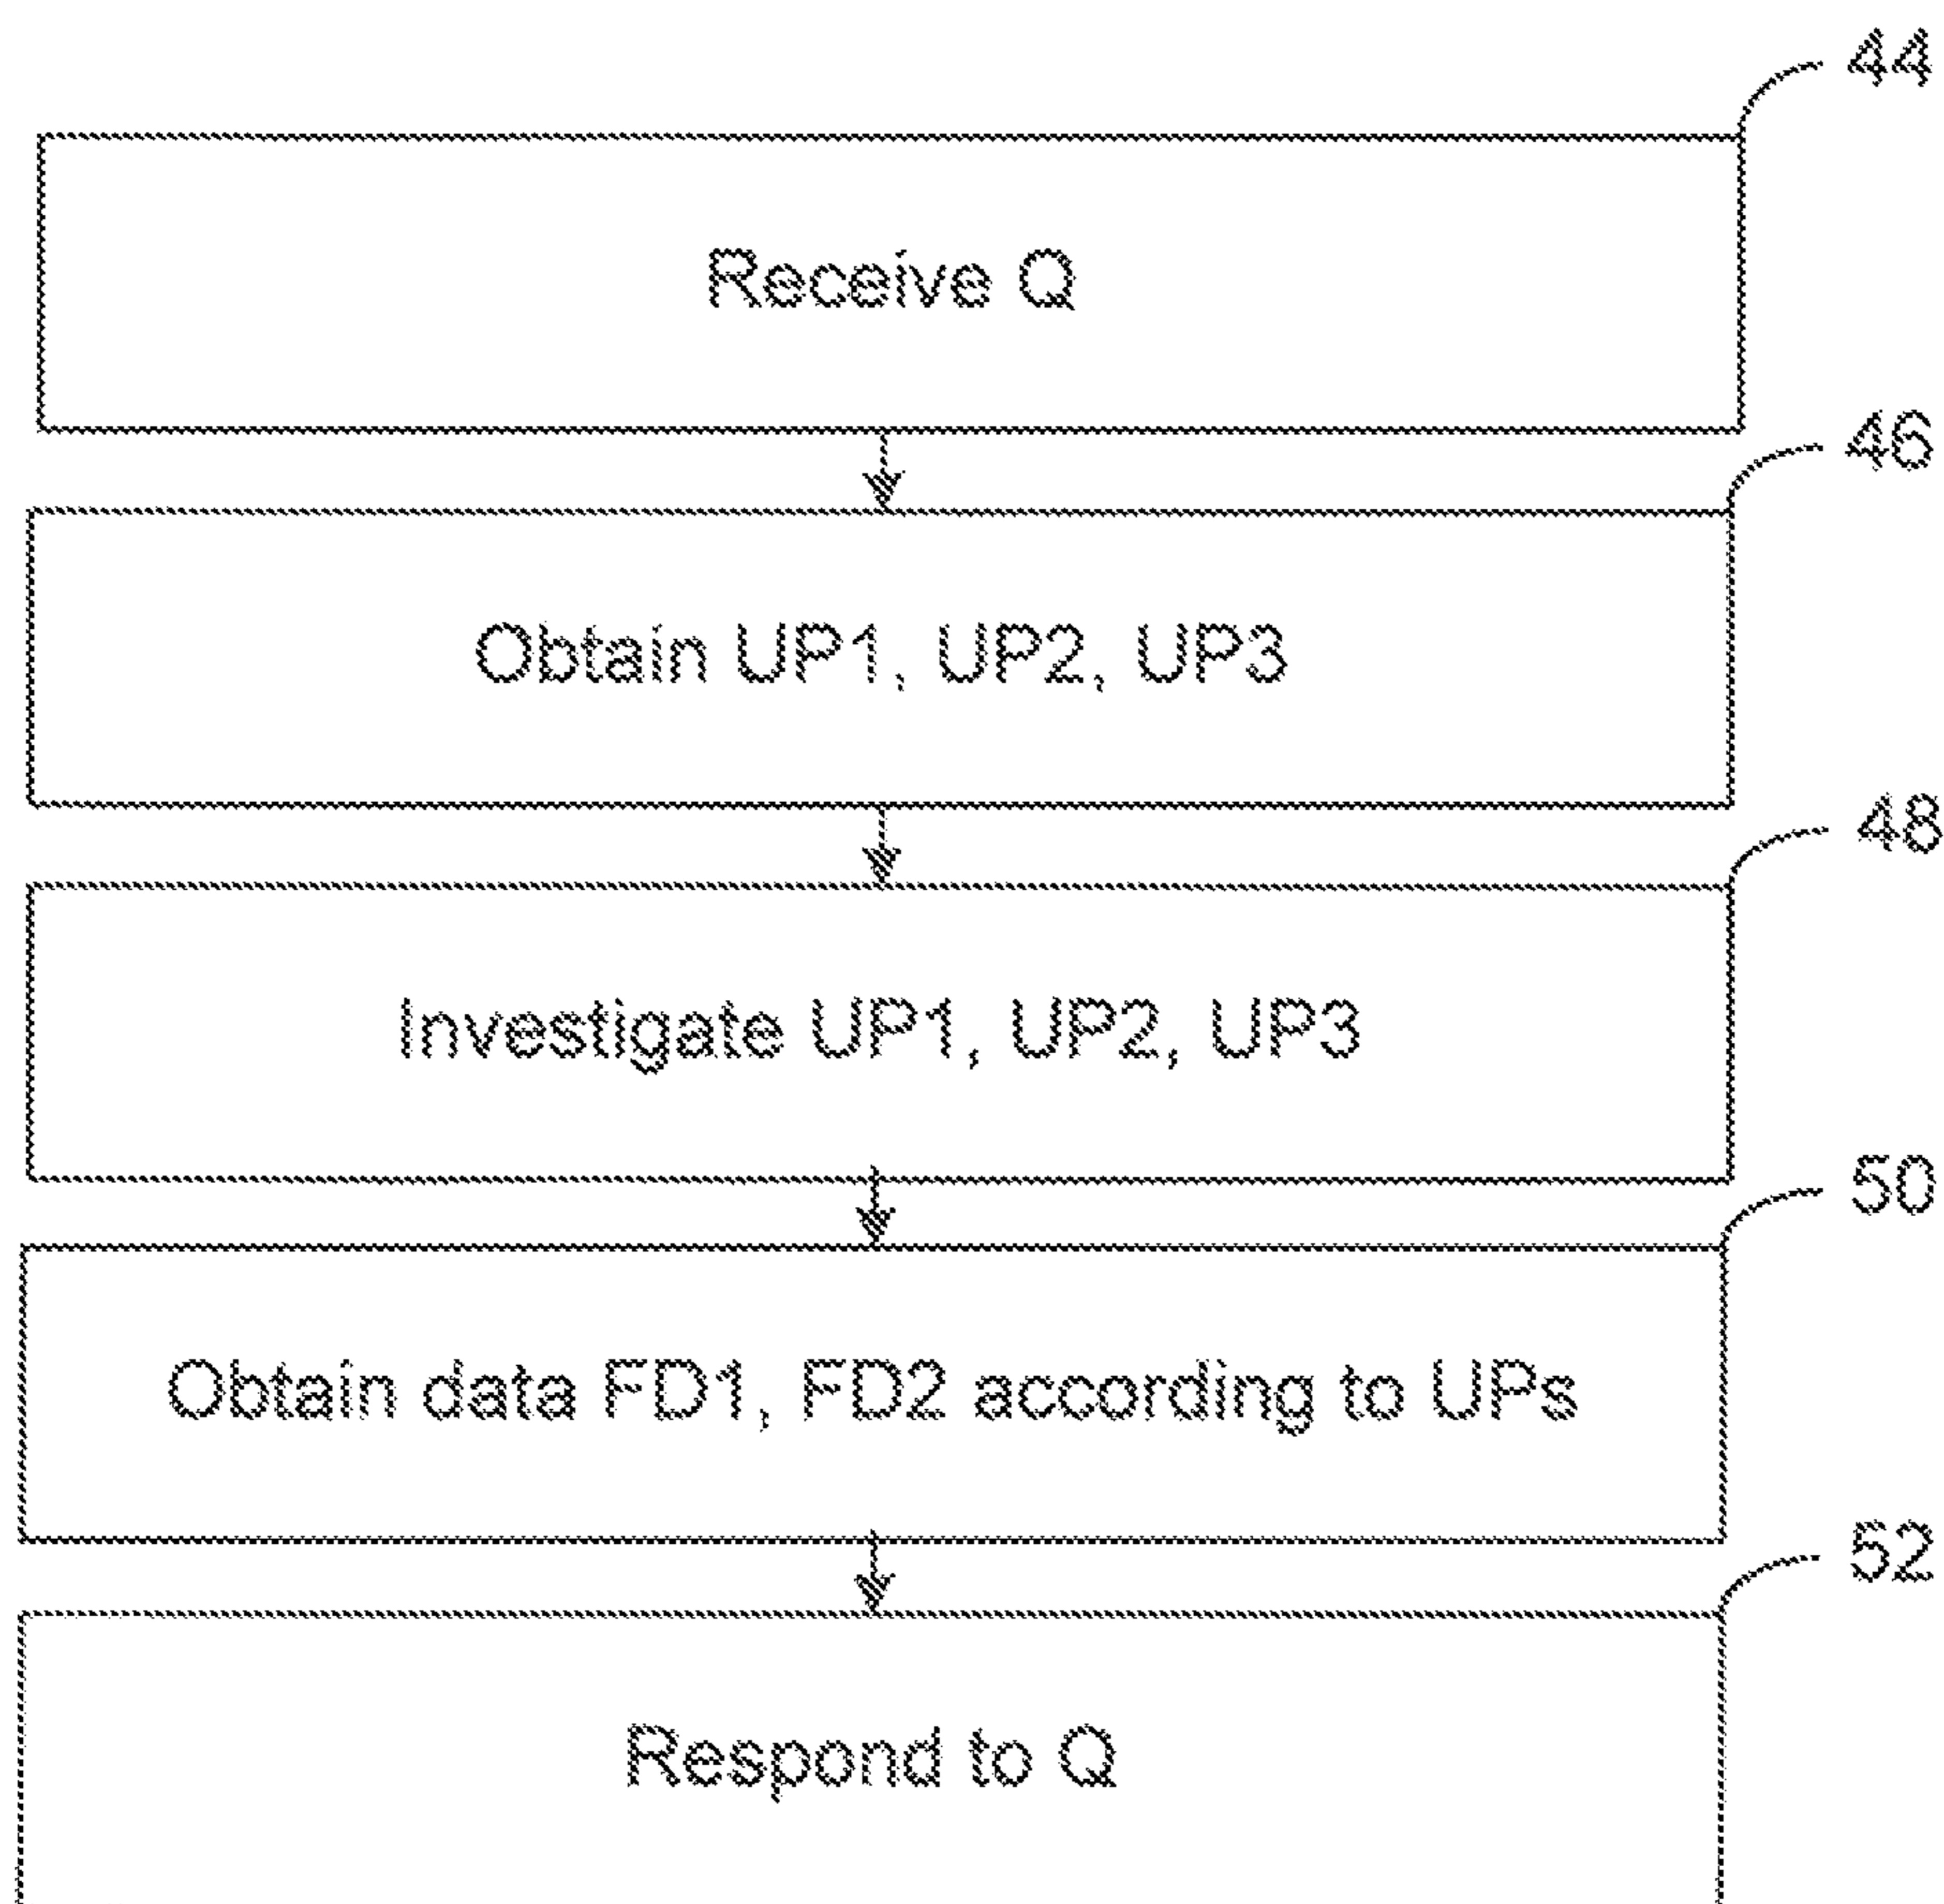 44
Receive Q
46
Obtain UP1, UP2, UP3
48
Investigate UP1, UP2, UP3
50
Obtain data FD1, FD2 according to UPs
52
Respond to Q